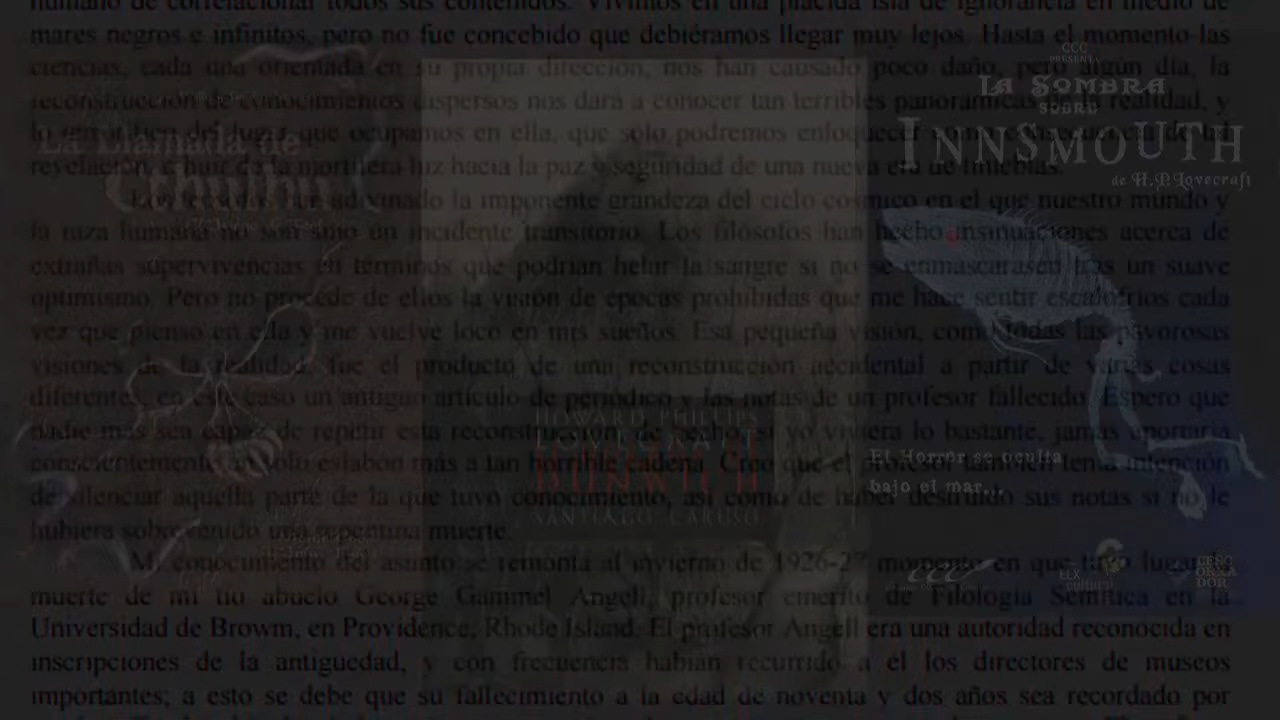 humano de correlacionar todos sus contenidos. Vivimos en una plácida isla de ignorancia en medio de
mares negros e infinitos, pero no fue concebido que debiéramos llegar muy lejos. Hasta el momento las
ciencias, cada una orientada en su propia dirección, nos han causado poco daño, pero algún día, la
reconstrucción de conocimientos dispersos nos dará a conocer tan terribles panorámicas de la realidad, y
lo terrorífico del lugar que ocupamos en ella, que sólo podremos enloquecer como consecuencia de
revelación, o huir de la mortífera luz hacia la paz y seguridad de una nueva era de tinieblas.
han adivinado la imponente grandeza del ciclo cósmico en el que nuestro mundo y
la raza humana no son sino un incidente transitorio. Los filósofos han hecho insinuaciones acerca de
extrañas supervivencias en términos que podrían helar la sangre si no se enmascarasen tras un suave
optimismo. Pero no procede de ellos la visión de épocas prohibidas que me hace sentir escalofríos cada
vez que pienso en ella y me vuelve loco en mis sueños. Esa pequeña visión, como todas las pavorosas
visiones de la realidad, fue el producto de una reconstrucción accidental a partir de varias cosas
diferentes, en este caso un antiguo artículo de periódico y las notas de un profesor fallecido. Espero que
nadie más sea capaz de repetir esta reconstrucción; de hecho, si yo viviera lo bastante, jamás aportaría
conscientemente un solo eslabón más a tan horrible cadena. Creo que el profesor también tenía intención
de silenciar aquella parte de la que tuvo conocimiento, así como de haber destruido sus notas si no le
hubiera sobrevenido una repentina muerte.
Mi conocimiento del asunto se remonta al invierno de 1926-27 momento en que tuvo lugar la
muerte de mi tío abuelo George Gammel Angell, profesor emérito de Filología Semítica en la
Universidad de Browm, en Providence, Rhode Island. El profesor Angell era una autoridad reconocida en
inscripciones de la antigüedad, y con frecuencia habían recurrido a él los directores de museos
importantes; a esto se debe que su fallecimiento a la edad de noventa y dos años sea recordado por
La Llamada de
Cthulhu
HOWARD PHILLIPS
DUNWICH
SANTIAGO CARUSO
CCC
PRESENTA
La Sombra
sobre
Innsmouth
de H.P. Lovecraft
El Horror se oculta
bajo el mar...
ccc
ELX
cultural